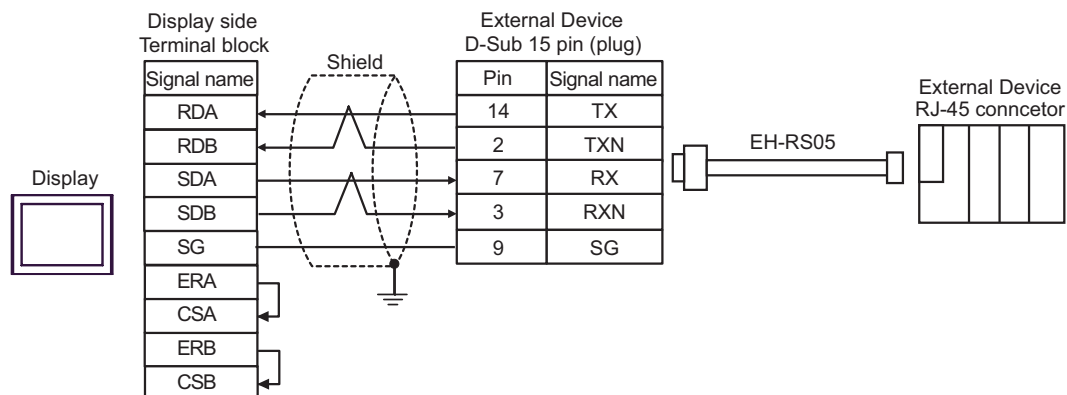 Display side
Terminal block
Signal name
RDA
RDB
SDA
SDB
SG
ERA
CSA
ERB
CSB
Display
Shield
External Device
D-Sub 15 pin (plug)
Pin Signal name
14 TX
2 TXN
7 RX
3 RXN
9 SG
EH-RS05
External Device
RJ-45 conncetor